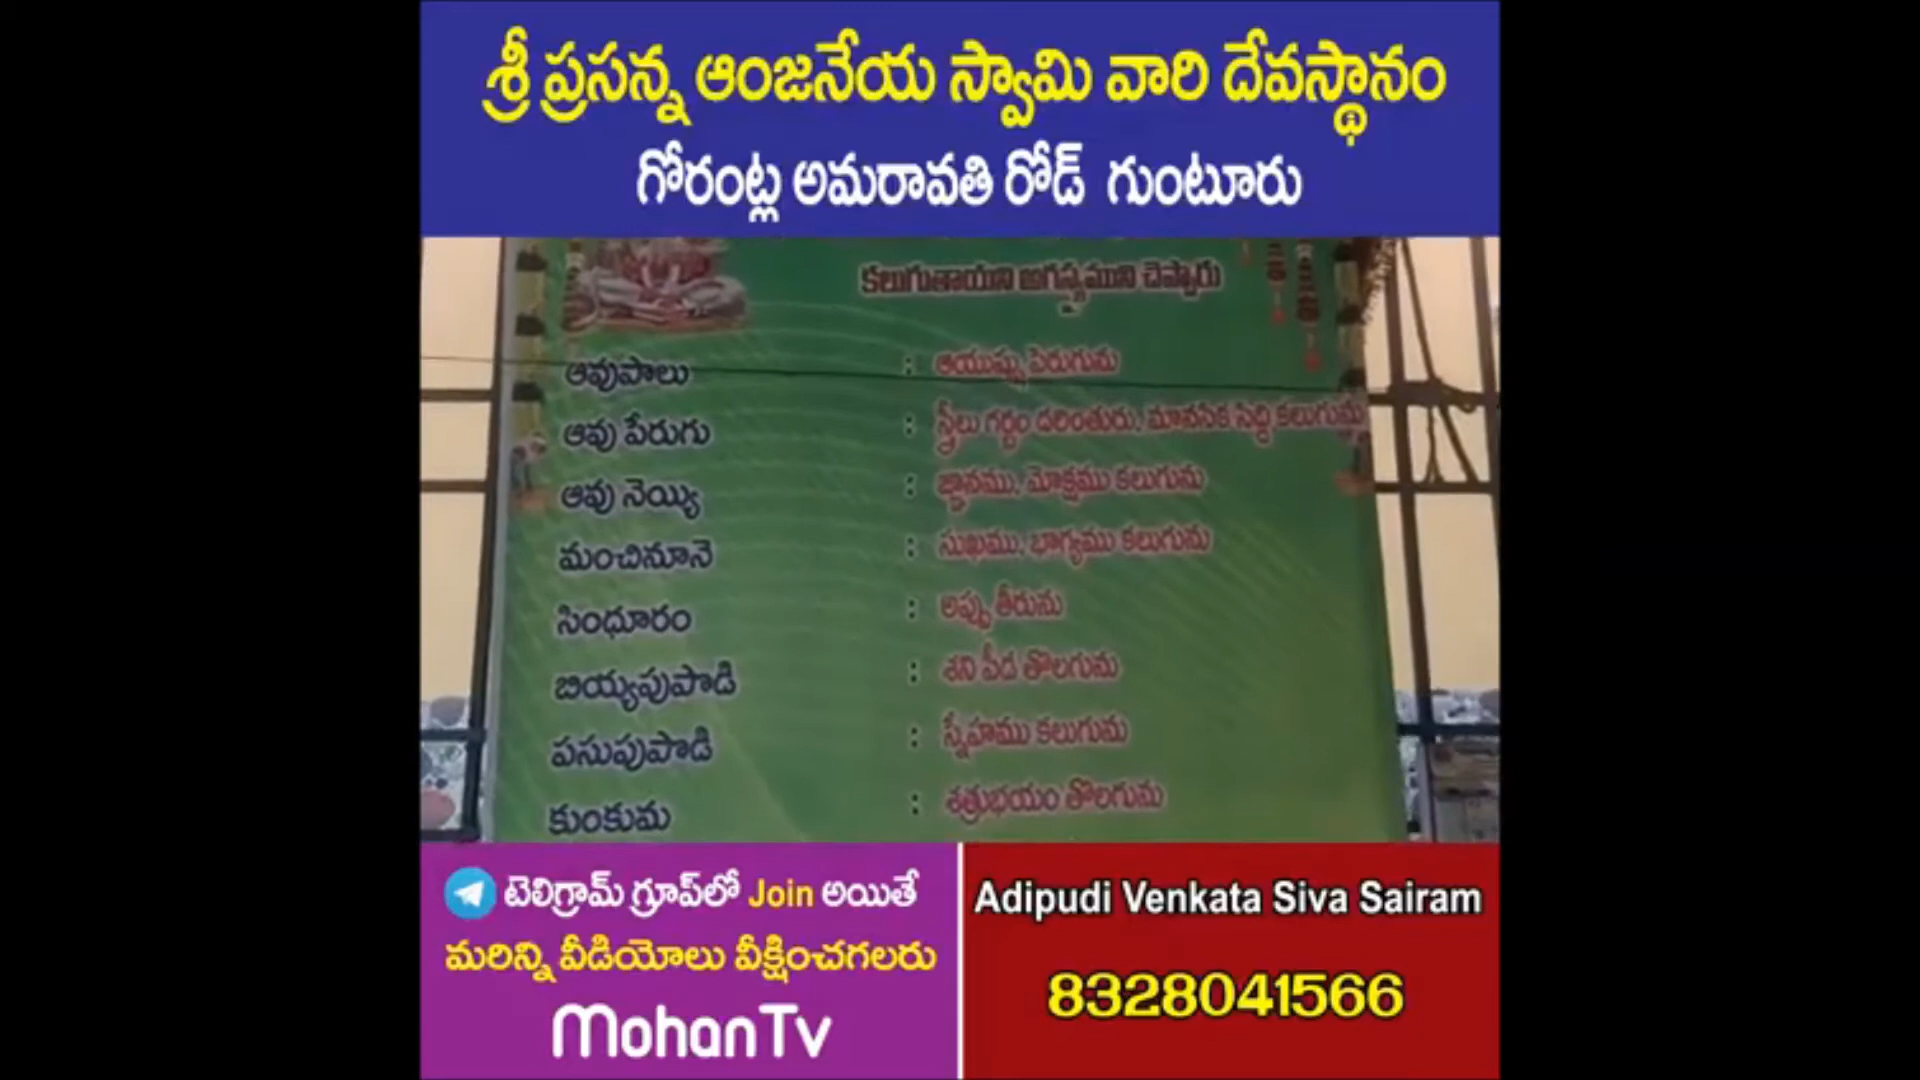 శ్రీ ప్రసన్న ఆంజనేయ స్వామి వారి దేవస్థానం
గోరంట్ల అమరావతి రోడ్ గుంటూరు
కలుగుతాయని అగస్త్యముని చెప్పారు
ఆవుపాలు : ఆయుష్షు పెరుగును
ఆవు పేరుగు : స్త్రీలు గర్భం దరింతురు, మానసిక సిద్ది కలుగును
ఆవు నెయ్యి : జ్ఞానము, మోక్షము కలుగును
మంచినూనె : సుఖము, భాగ్యము కలుగును
సింధూరం : అప్పు తీరును
బియ్యపుపొడి : శని పీడ తొలగును
పసుపుపొడి : స్నేహము కలుగును
కుంకుమ : శత్రుభయం తొలగును
టెలిగ్రామ్ గ్రూప్‌లో Join అయితే
మరిన్ని వీడియోలు వీక్షించగలరు
MohanTv
Adipudi Venkata Siva Sairam
8328041566